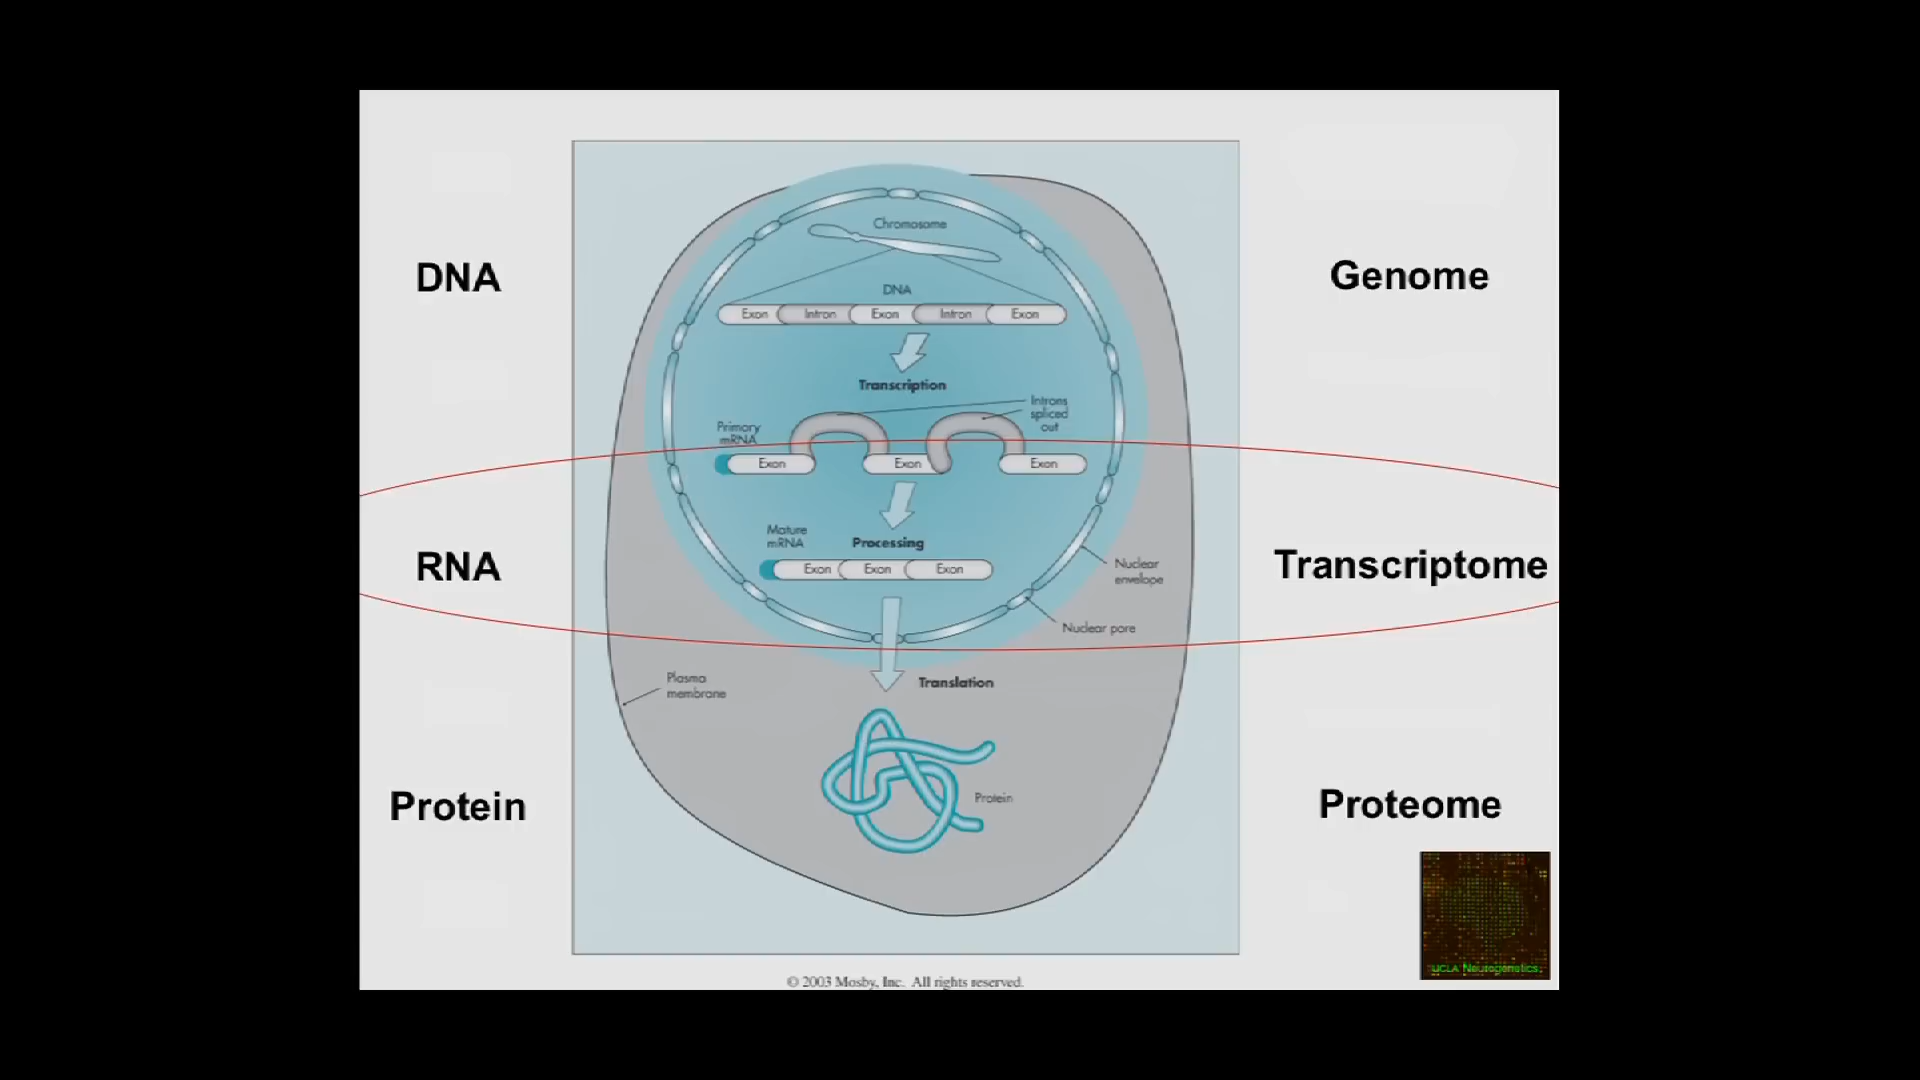 Chromosome
DNA
Genome
DNA
Exon Intron Exon Intron Exon
Transcription
Introns
spliced
out
Primary
mRNA
Exon Exon Exon
Mature
mRNA
Processing
RNA
Transcriptome
Exon Exon Exon
Nuclear
envelope
Nuclear pore
Plasma
membrane
Translation
Protein
Protein
Proteome
UCLA Neurogenetics
© 2003 Mosby, Inc. All rights reserved.